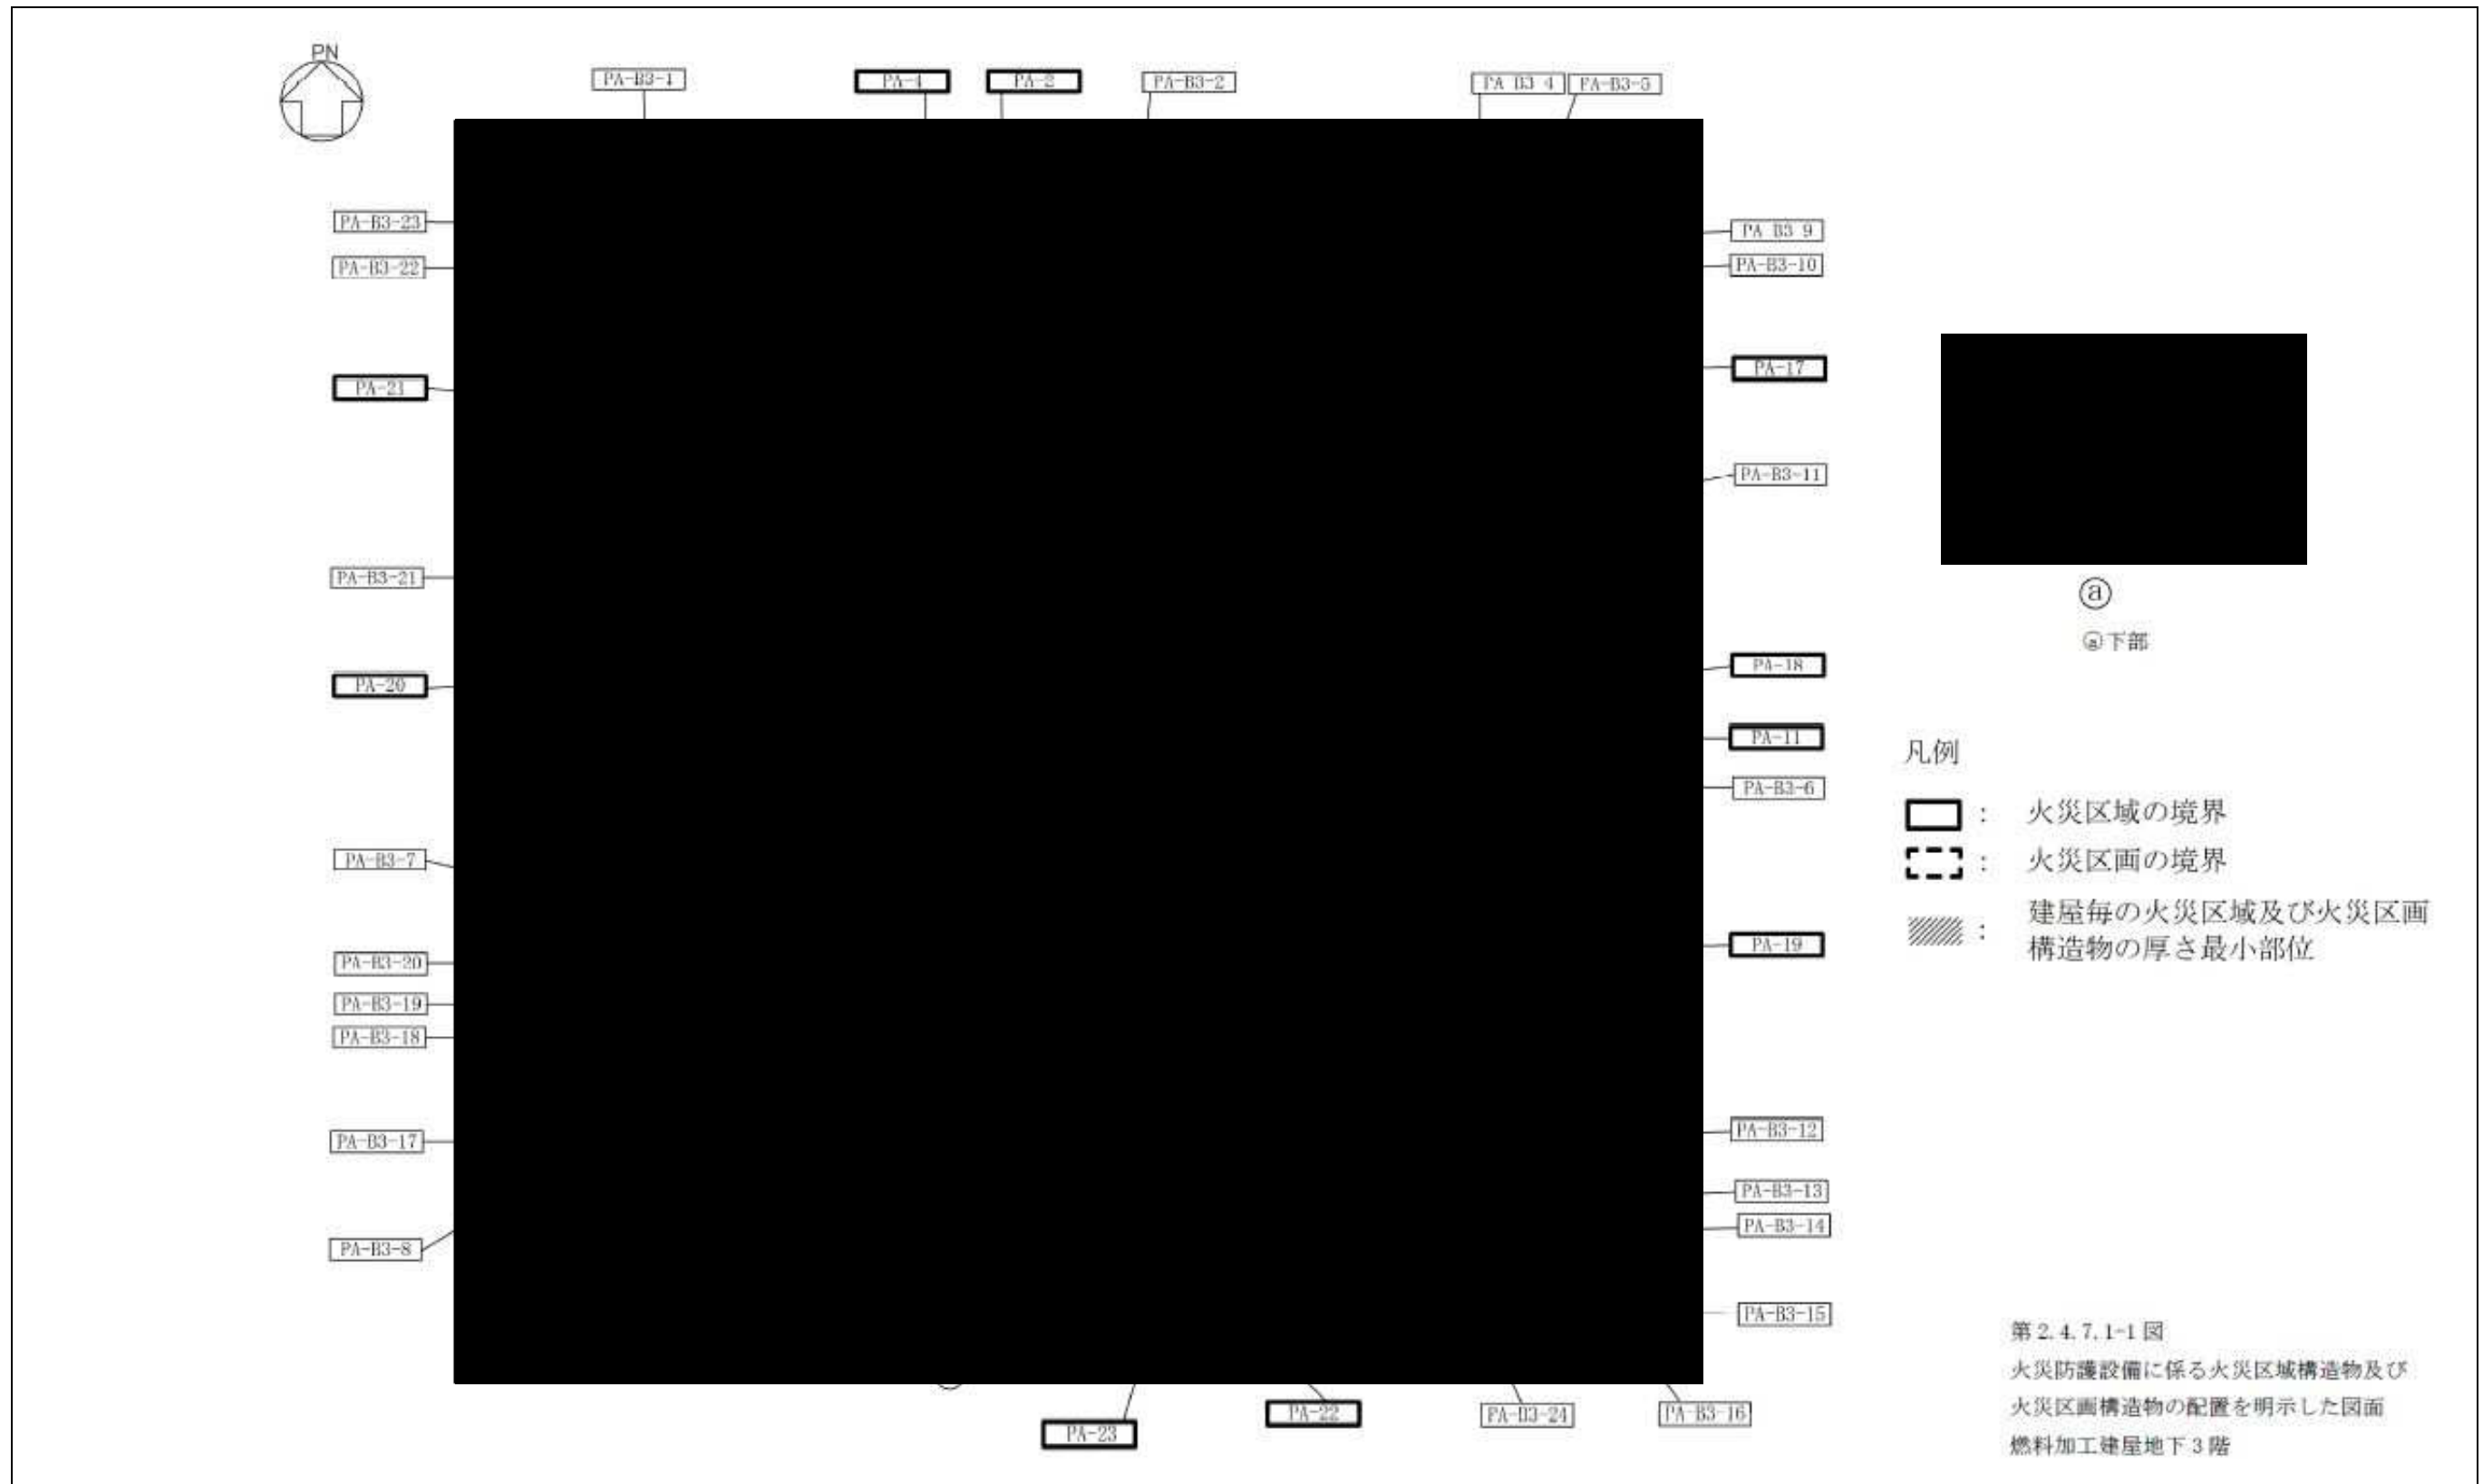 PN
PA-B3-1
PA-4
PA-2
PA-B3-2
PA-B3-4
PA-B3-5
PA-B3-23
PA-B3-22
PA-21
PA-B3-21
PA-20
PA-B3-7
PA-B3-20
PA-B3-19
PA-B3-18
PA-B3-17
PA-B3-8
PA-B3-9
PA-B3-10
PA-17
PA-B3-11
PA-18
PA-11
PA-B3-6
PA-19
PA-B3-12
PA-B3-13
PA-B3-14
PA-B3-15
PA-23
PA-22
PA-B3-24
PA-B3-16
ⓐ
ⓐ下部
凡例
： 火災区域の境界
： 火災区画の境界
： 建屋毎の火災区域及び火災区画
構造物の厚さ最小部位
第2.4.7.1-1図
火災防護設備に係る火災区域構造物及び
火災区画構造物の配置を明示した図面
燃料加工建屋地下3階